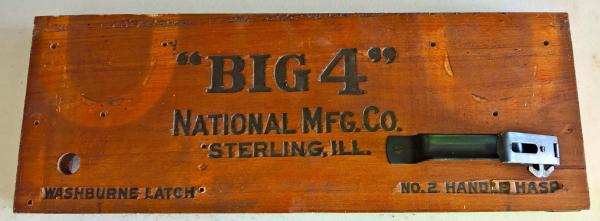 "BIG 4"
NATIONAL MFG. CO.
STERLING, ILL.
WASHBURNE LATCH
NO. 2 HANDLE HASP